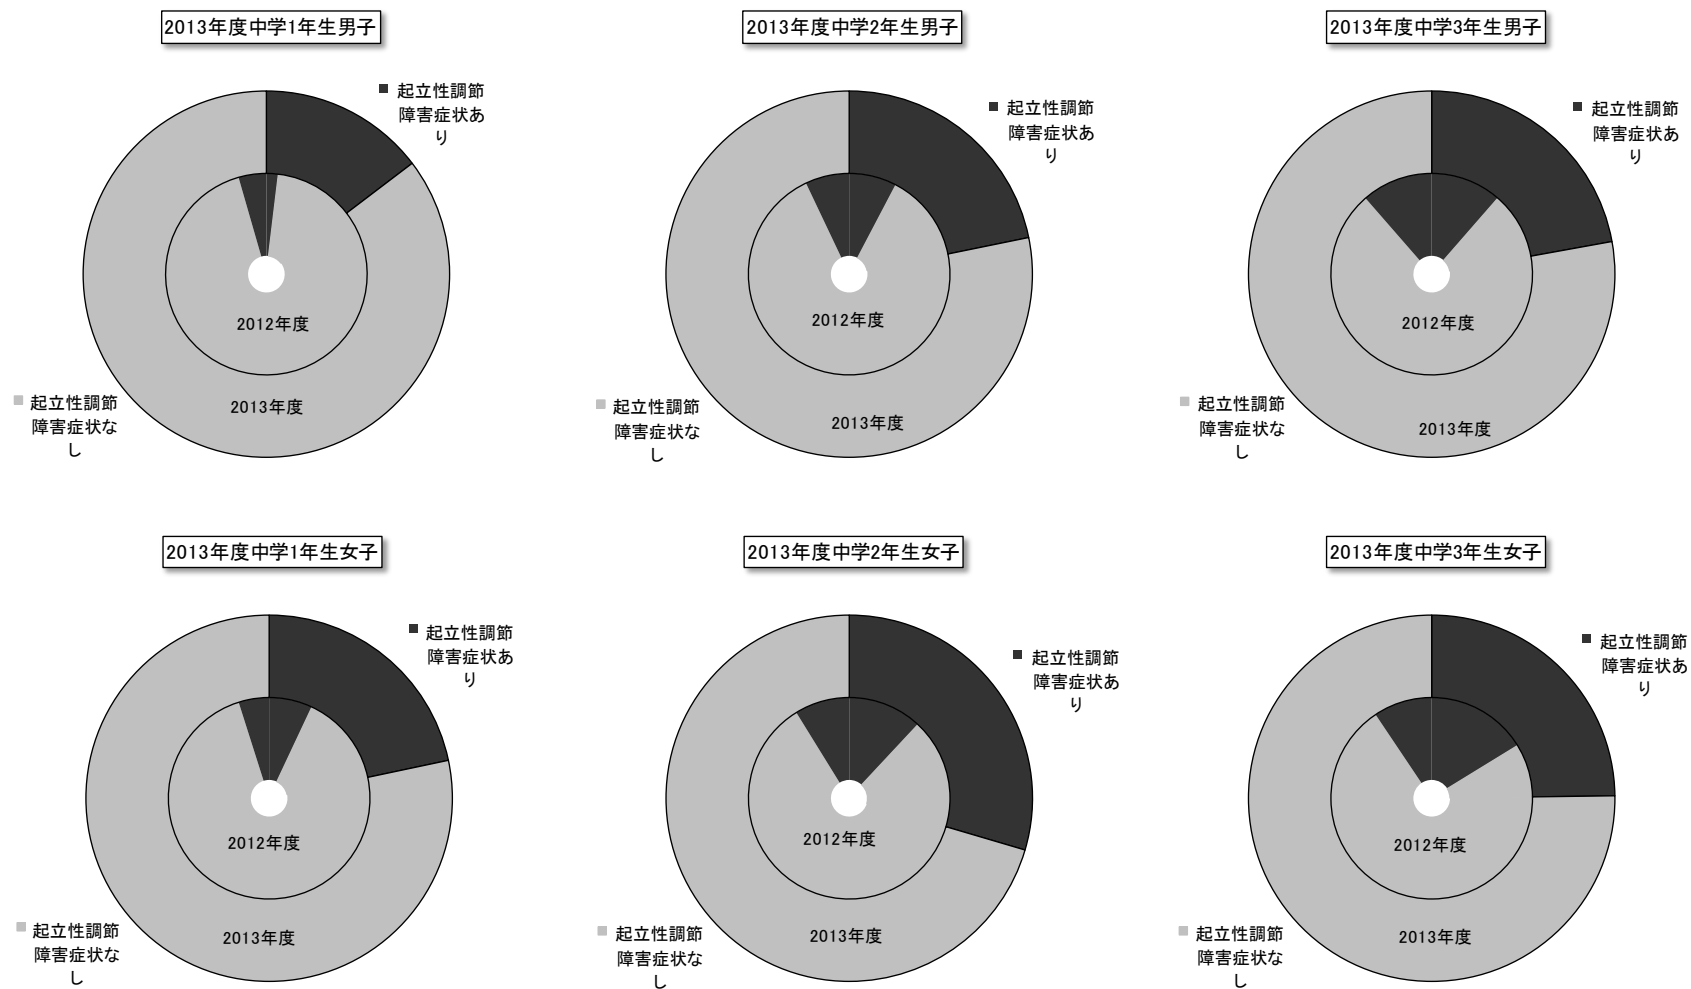 2013年度中学1年生男子
起立性調節
障害症状あ
り
2012年度
2013年度
起立性調節
障害症状な
し
2013年度中学2年生男子
起立性調節
障害症状あ
り
2012年度
2013年度
起立性調節
障害症状な
し
2013年度中学3年生男子
起立性調節
障害症状あ
り
2012年度
2013年度
起立性調節
障害症状な
し
2013年度中学1年生女子
起立性調節
障害症状あ
り
2012年度
2013年度
起立性調節
障害症状な
し
2013年度中学2年生女子
起立性調節
障害症状あ
り
2012年度
2013年度
起立性調節
障害症状な
し
2013年度中学3年生女子
起立性調節
障害症状あ
り
2012年度
2013年度
起立性調節
障害症状な
し